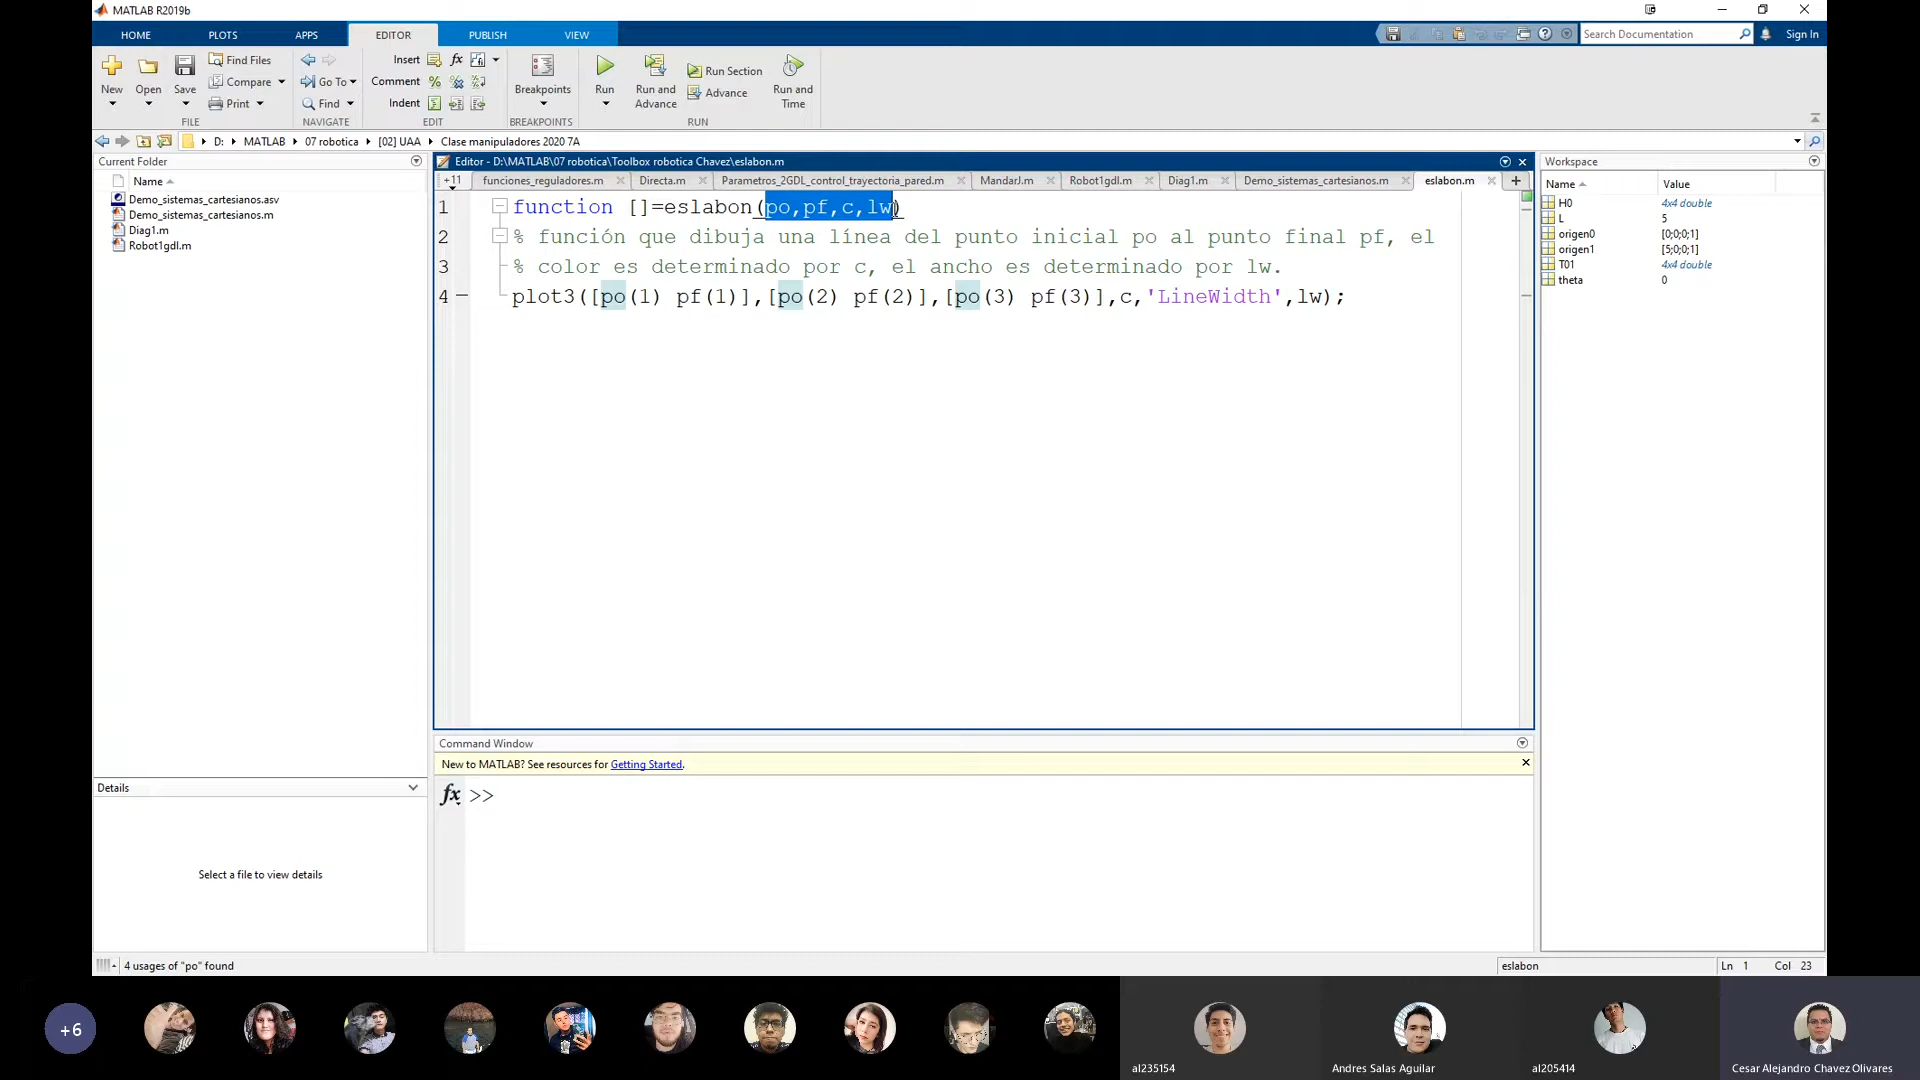 MATLAB R2019b
HOME PLOTS APPS EDITOR PUBLISH VIEW
Search Documentation Sign In
New Open Save Find Files Compare Print Go To Find Insert Comment Indent Breakpoints Run Run and Advance Run Section Advance Run and Time
FILE NAVIGATE EDIT BREAKPOINTS RUN
D: MATLAB 07 robotica [02] UAA Clase manipuladores 2020 7A
Current Folder
Name
Demo_sistemas_cartesianos.asv
Demo_sistemas_cartesianos.m
Diag1.m
Robot1gdl.m
Details
Select a file to view details
4 usages of "po" found
Editor - D:\MATLAB\07 robotica\Toolbox robotica Chavez\eslabon.m
+11 funciones_reguladores.m Directa.m Parametros_2GDL_control_trayectoria_pared.m MandarJ.m Robot1gdl.m Diag1.m Demo_sistemas_cartesianos.m eslabon.m
1 function []=eslabon(po,pf,c,lw)
2 % función que dibuja una línea del punto inicial po al punto final pf, el
3 % color es determinado por c, el ancho es determinado por lw.
4 plot3([po(1) pf(1)],[po(2) pf(2)],[po(3) pf(3)],c,'LineWidth',lw);
Command Window
New to MATLAB? See resources for Getting Started.
fx >>
Workspace
Name Value
H0 4x4 double
L 5
origen0 [0;0;0;1]
origen1 [5;0;0;1]
T01 4x4 double
theta 0
eslabon Ln 1 Col 23
+6
al235154
Andres Salas Aguilar
al205414
Cesar Alejandro Chavez Olivares